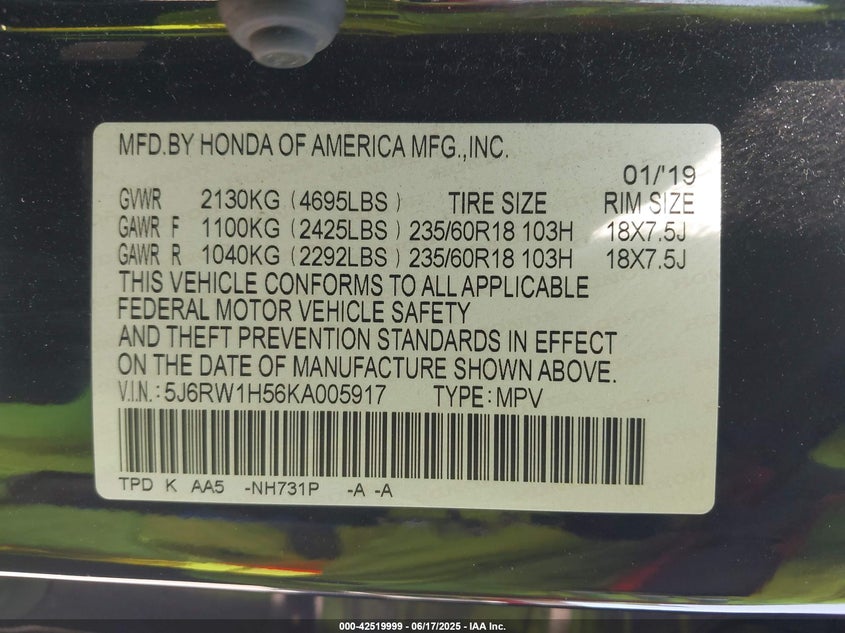 MFD.BY HONDA OF AMERICA MFG.,INC.
01/'19
GVWR 2130KG (4695LBS) TIRE SIZE RIM SIZE
GAWR F 1100KG (2425LBS) 235/60R18 103H 18X7.5J
GAWR R 1040KG (2292LBS) 235/60R18 103H 18X7.5J
THIS VEHICLE CONFORMS TO ALL APPLICABLE
FEDERAL MOTOR VEHICLE SAFETY
AND THEFT PREVENTION STANDARDS IN EFFECT
ON THE DATE OF MANUFACTURE SHOWN ABOVE.
V.I.N.: 5J6RW1H56KA005917 TYPE: MPV
TPD K AA5 -NH731P -A -A
000-42519999 - 06/17/2025 - IAA Inc.